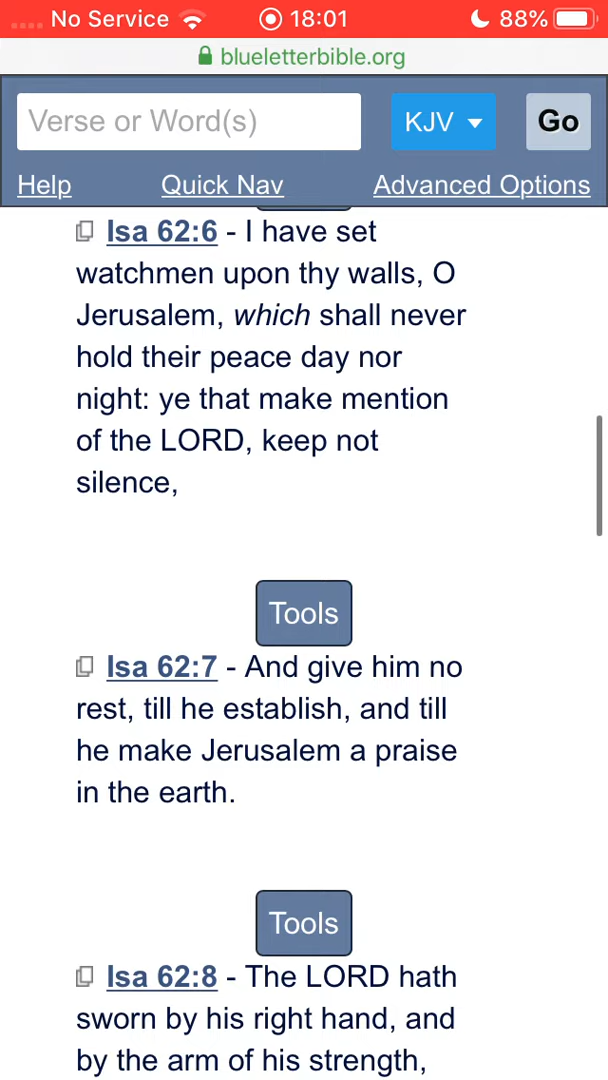 No Service 18:01 88%
blueletterbible.org
Verse or Word(s) KJV Go
Help Quick Nav Advanced Options
Isa 62:6 - I have set
watchmen upon thy walls, O
Jerusalem, which shall never
hold their peace day nor
night: ye that make mention
of the LORD, keep not
silence,
Tools
Isa 62:7 - And give him no
rest, till he establish, and till
he make Jerusalem a praise
in the earth.
Tools
Isa 62:8 - The LORD hath
sworn by his right hand, and
by the arm of his strength,